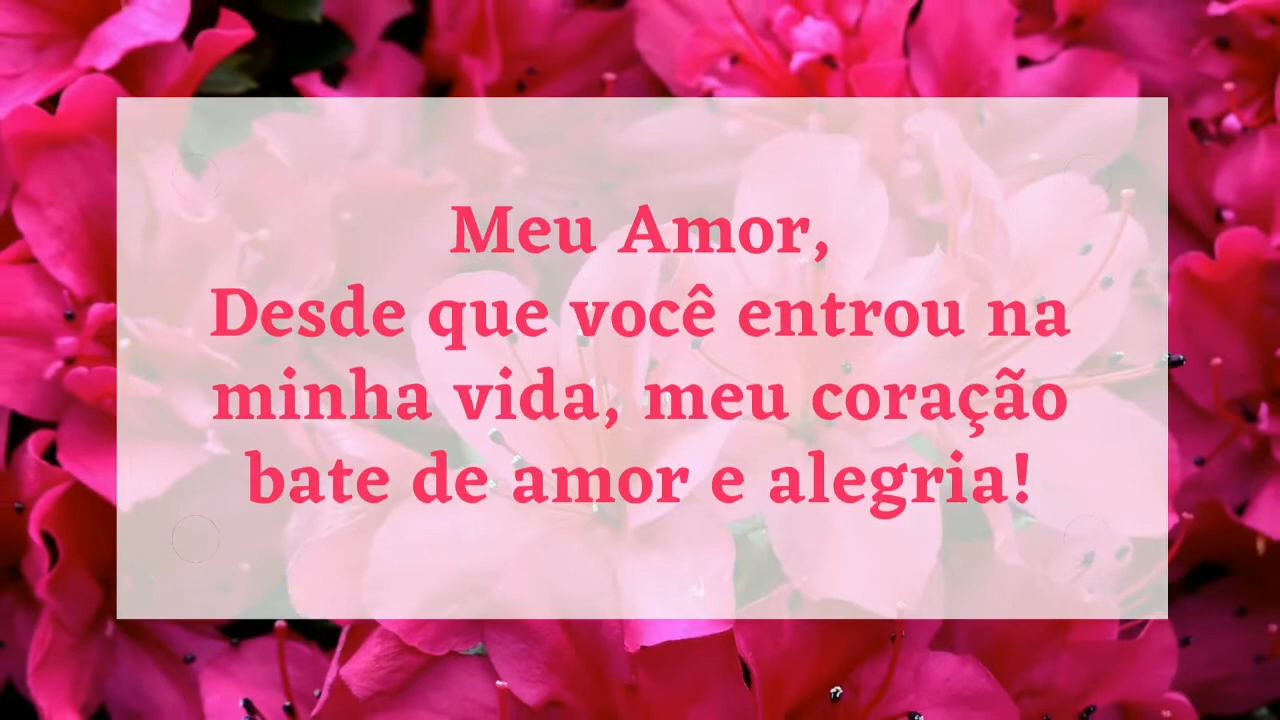 Meu Amor,
Desde que você entrou na
minha vida, meu coração
bate de amor e alegria!